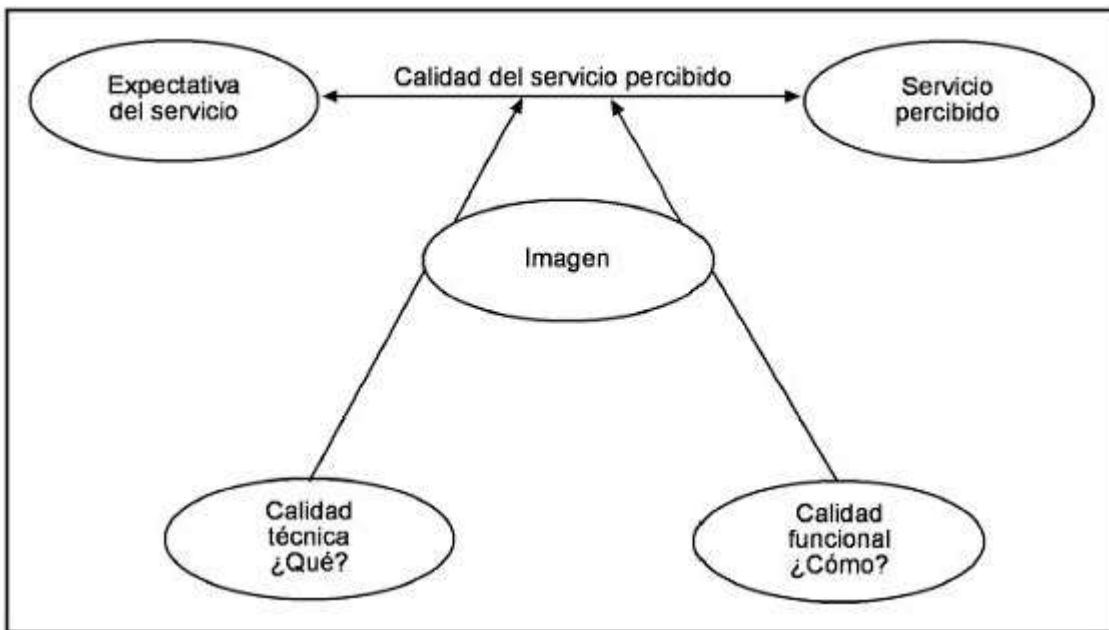 Calidad del servicio percibido
Expectativa
del servicio
Servicio
percibido
Imagen
Calidad
técnica
¿Qué?
Calidad
funcional
¿Cómo?